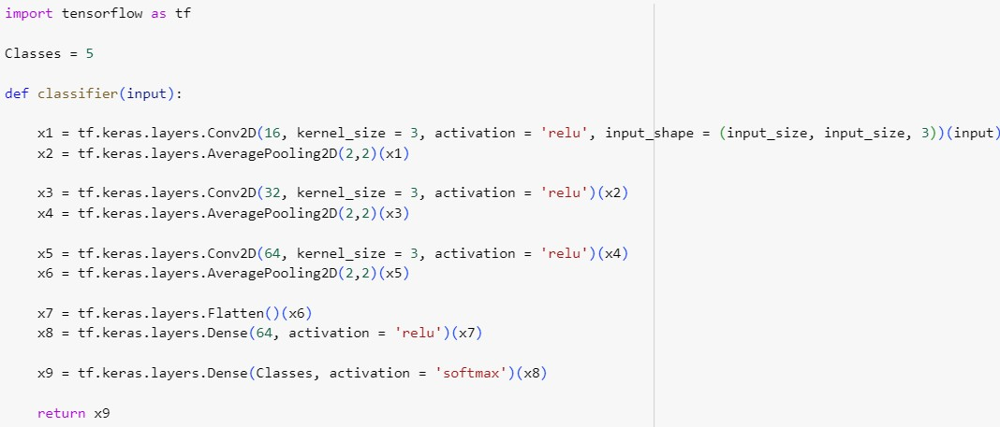 import tensorflow as tf
Classes = 5
def classifier(input):
x1 = tf.keras.layers.Conv2D(16, kernel_size = 3, activation = 'relu', input_shape = (input_size, input_size, 3))(input)
x2 = tf.keras.layers.AveragePooling2D(2,2)(x1)
x3 = tf.keras.layers.Conv2D(32, kernel_size = 3, activation = 'relu')(x2)
x4 = tf.keras.layers.AveragePooling2D(2,2)(x3)
x5 = tf.keras.layers.Conv2D(64, kernel_size = 3, activation = 'relu')(x4)
x6 = tf.keras.layers.AveragePooling2D(2,2)(x5)
x7 = tf.keras.layers.Flatten()(x6)
x8 = tf.keras.layers.Dense(64, activation = 'relu')(x7)
x9 = tf.keras.layers.Dense(Classes, activation = 'softmax')(x8)
return x9